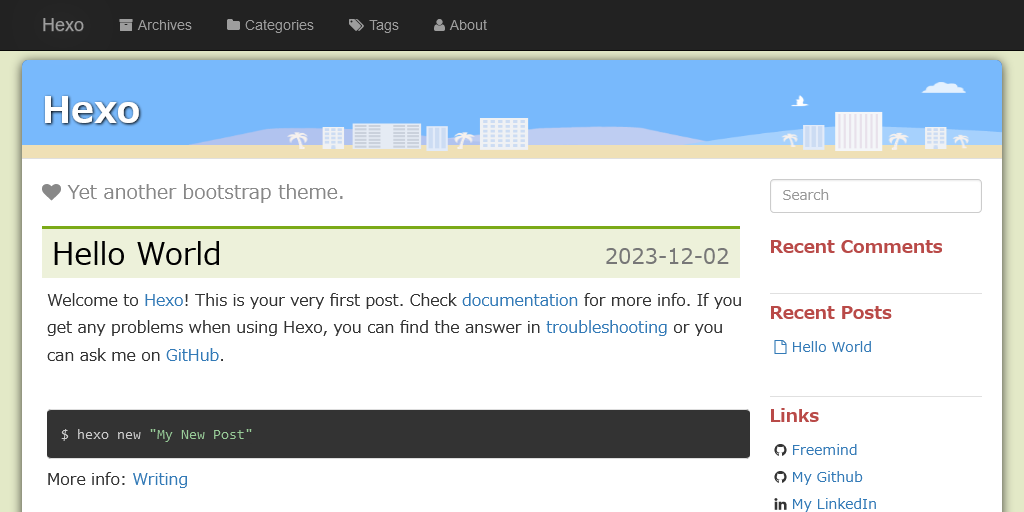 Hexo
Archives
Categories
Tags
About
Hexo
Yet another bootstrap theme.
Hello World
2023-12-02
Welcome to Hexo! This is your very first post. Check documentation for more info. If you
get any problems when using Hexo, you can find the answer in troubleshooting or you
can ask me on GitHub.
$ hexo new "My New Post"
More info: Writing
Search
Recent Comments
Recent Posts
Hello World
Links
Freemind
My Github
My LinkedIn